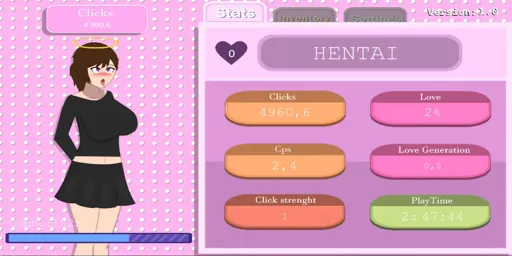 Clicks
4960,6
Stats
Inventory
Settings
Version:1.0
0
HENTAI
Clicks
4960,6
Love
2%
Cps
2,4
Love Generation
0,5
Click strenght
1
PlayTime
2:47:44